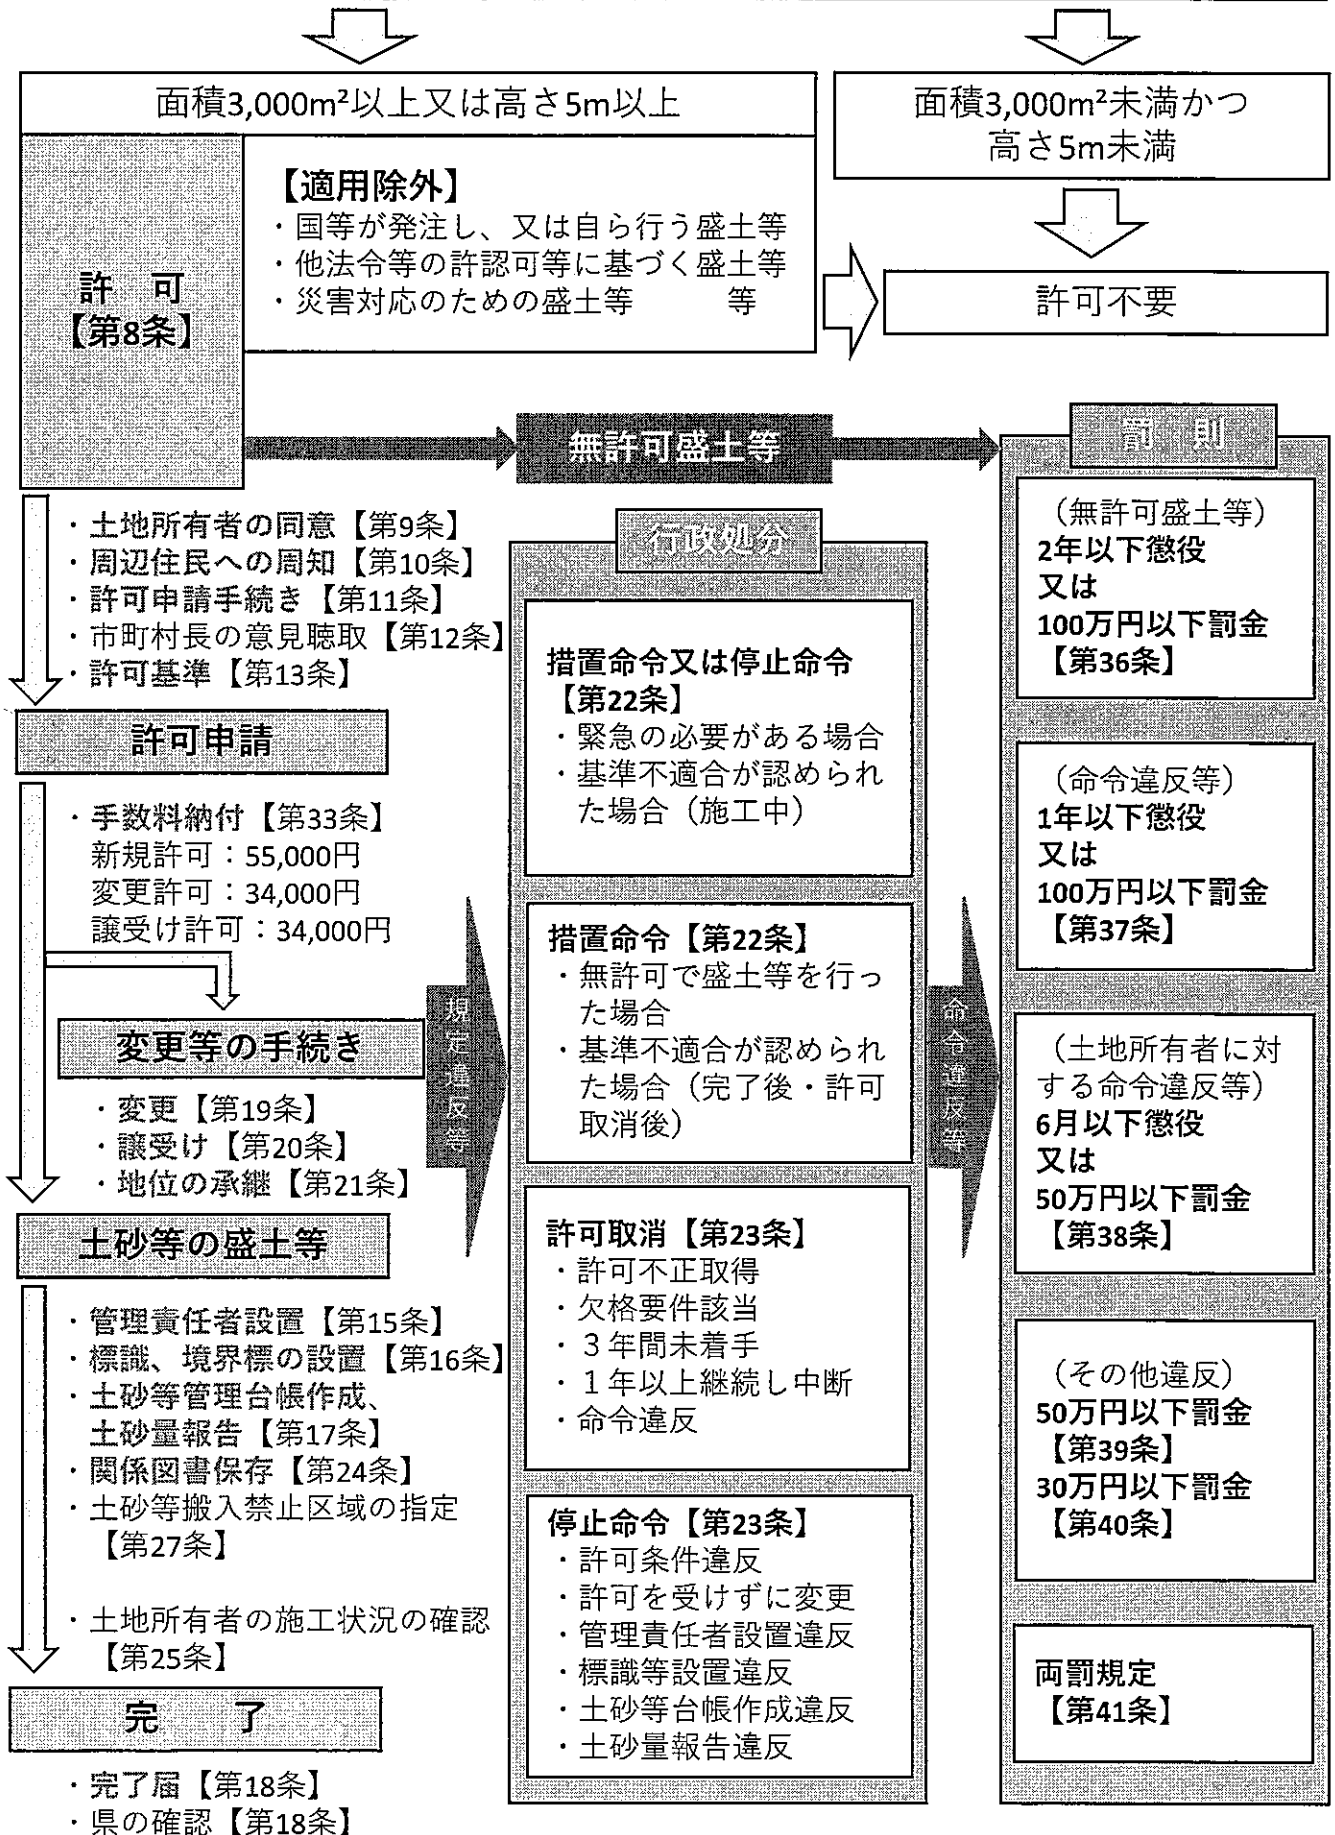 面積3,000m²以上又は高さ5m以上
面積3,000m²未満かつ
高さ5m未満
許　可
【第8条】
【適用除外】
・国等が発注し、又は自ら行う盛土等
・他法令等の許認可等に基づく盛土等
・災害対応のための盛土等　　　等
許可不要
無許可盛土等
・土地所有者の同意【第9条】
・周辺住民への周知【第10条】
・許可申請手続き【第11条】
・市町村長の意見聴取【第12条】
・許可基準【第13条】
許可申請
・手数料納付【第33条】
新規許可：55,000円
変更許可：34,000円
譲受け許可：34,000円
変更等の手続き
・変更【第19条】
・譲受け【第20条】
・地位の承継【第21条】
土砂等の盛土等
・管理責任者設置【第15条】
・標識、境界標の設置【第16条】
・土砂等管理台帳作成、
土砂量報告【第17条】
・関係図書保存【第24条】
・土砂等搬入禁止区域の指定
【第27条】
・土地所有者の施工状況の確認
【第25条】
完　　了
・完了届【第18条】
・県の確認【第18条】
規定違反等
行政処分
措置命令又は停止命令
【第22条】
・緊急の必要がある場合
・基準不適合が認められ
た場合（施工中）
措置命令【第22条】
・無許可で盛土等を行っ
た場合
・基準不適合が認められ
た場合（完了後・許可
取消後）
許可取消【第23条】
・許可不正取得
・欠格要件該当
・３年間未着手
・１年以上継続し中断
・命令違反
停止命令【第23条】
・許可条件違反
・許可を受けずに変更
・管理責任者設置違反
・標識等設置違反
・土砂等台帳作成違反
・土砂量報告違反
命令違反等
罰　則
（無許可盛土等）
2年以下懲役
又は
100万円以下罰金
【第36条】
（命令違反等）
1年以下懲役
又は
100万円以下罰金
【第37条】
（土地所有者に対
する命令違反等）
6月以下懲役
又は
50万円以下罰金
【第38条】
（その他違反）
50万円以下罰金
【第39条】
30万円以下罰金
【第40条】
両罰規定
【第41条】